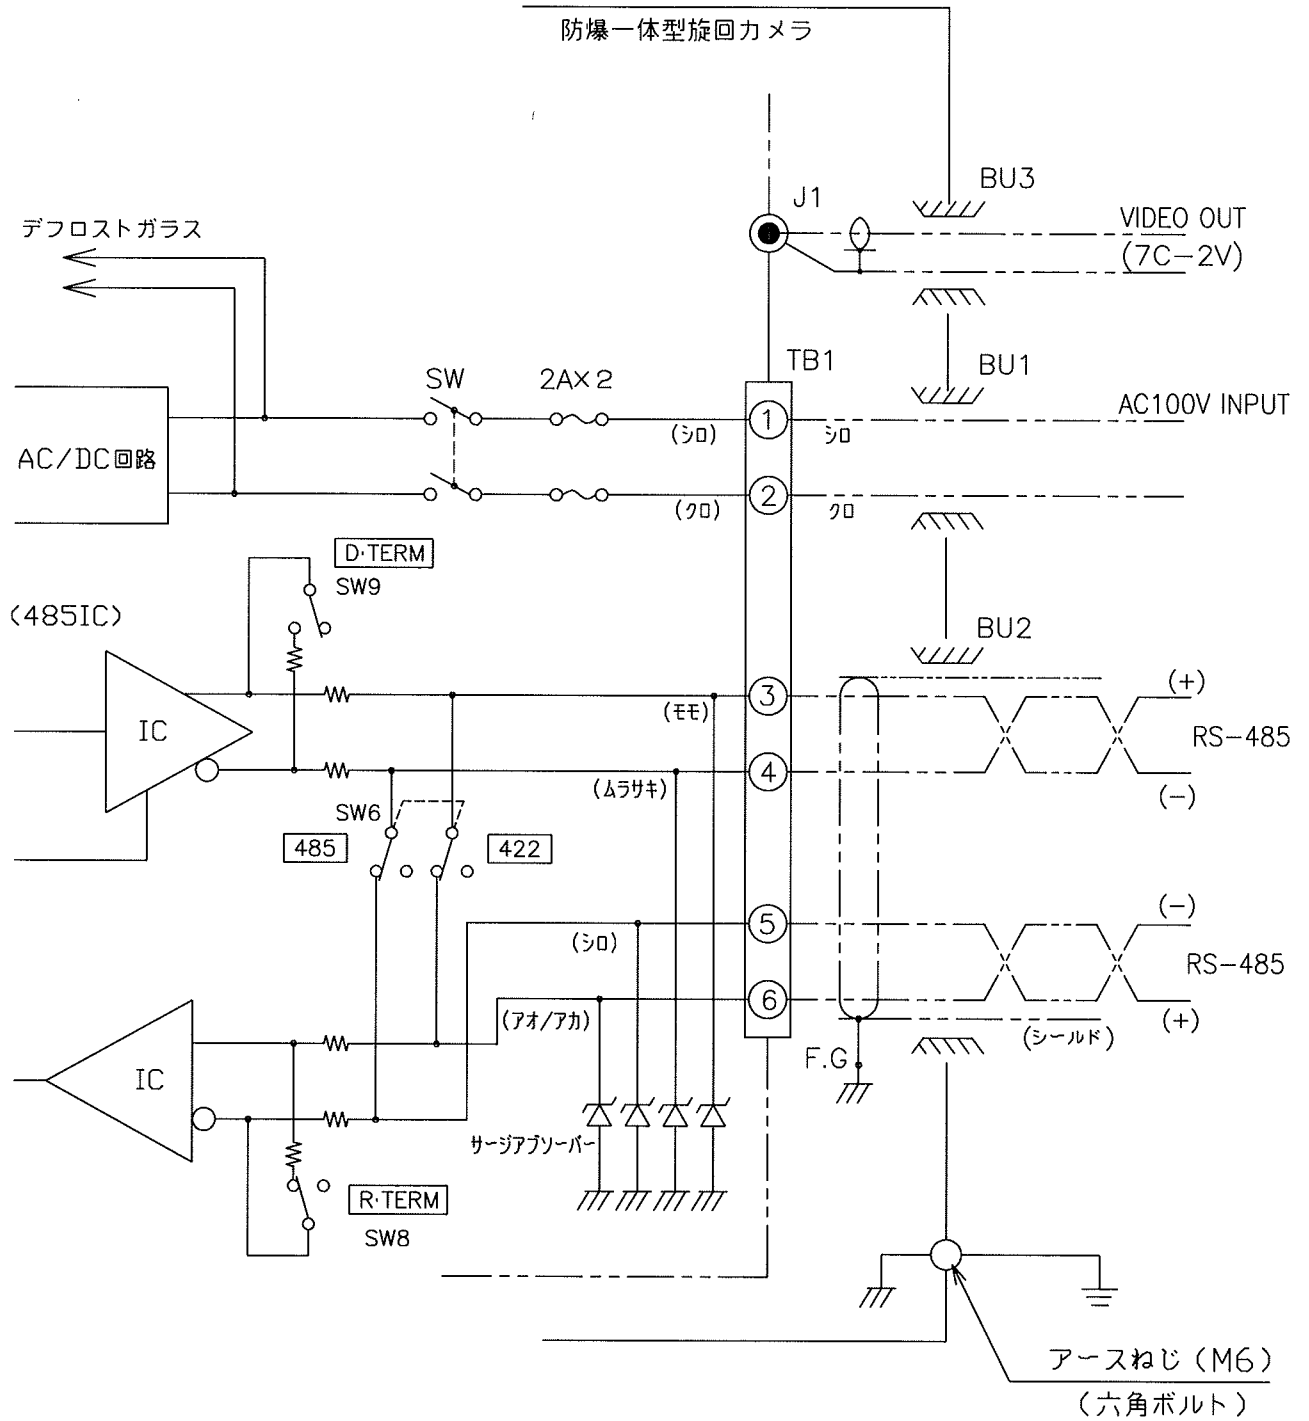 防爆一体型旋回カメラ
BU3
J1
VIDEO OUT
(7C-2V)
デフロストガラス
TB1
BU1
SW
2A×2
AC100V INPUT
AC/DC回路
(シロ)
1
シロ
(クロ)
2
クロ
D・TERM
SW9
(485IC)
BU2
IC
(モモ)
3
(+)
RS-485
(ムラサキ)
4
(-)
SW6
485
422
(シロ)
5
(-)
RS-485
(アオ/アカ)
6
(+)
(シールド)
F.G
IC
サージアブソーバー
R・TERM
SW8
アースねじ(M6)
(六角ボルト)